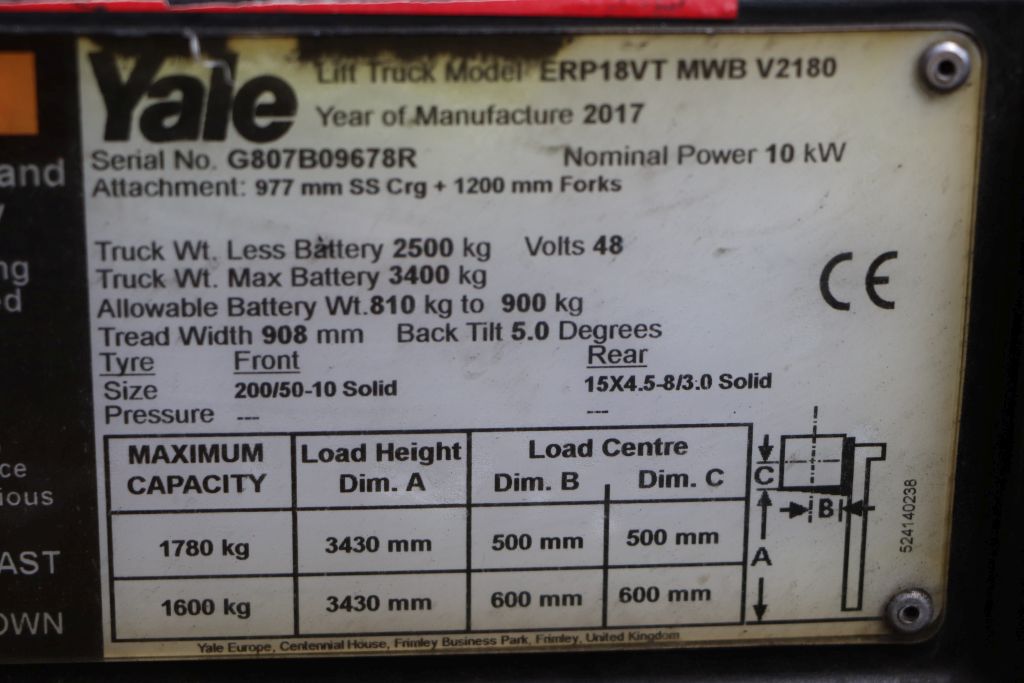 Yale
Lift Truck Model ERP18VT MWB V2180
Year of Manufacture 2017
Serial No. G807B09678R Nominal Power 10 kW
Attachment: 977 mm SS Crg + 1200 mm Forks
Truck Wt. Less Battery 2500 kg Volts 48
Truck Wt. Max Battery 3400 kg
Allowable Battery Wt.810 kg to 900 kg
CE
Tread Width 908 mm Back Tilt 5.0 Degrees
Tyre Front Rear
Size 200/50-10 Solid 15X4.5-8/3.0 Solid
Pressure --- ---
MAXIMUM CAPACITY Load Height Dim. A Load Centre Dim. B Dim. C
1780 kg 3430 mm 500 mm 500 mm
1600 kg 3430 mm 600 mm 600 mm
C
B
A
524140238
Yale Europe, Centennial House, Frimley Business Park, Frimley, United Kingdom
and
y
ng
d
ce
ious
AST
OWN